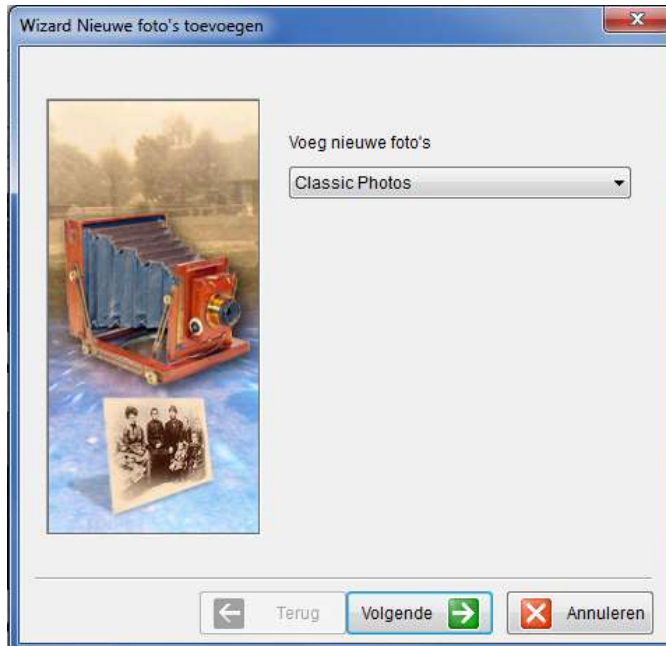 Wizard Nieuwe foto's toevoegen
Voeg nieuwe foto's
Classic Photos
Terug
Volgende
Annuleren